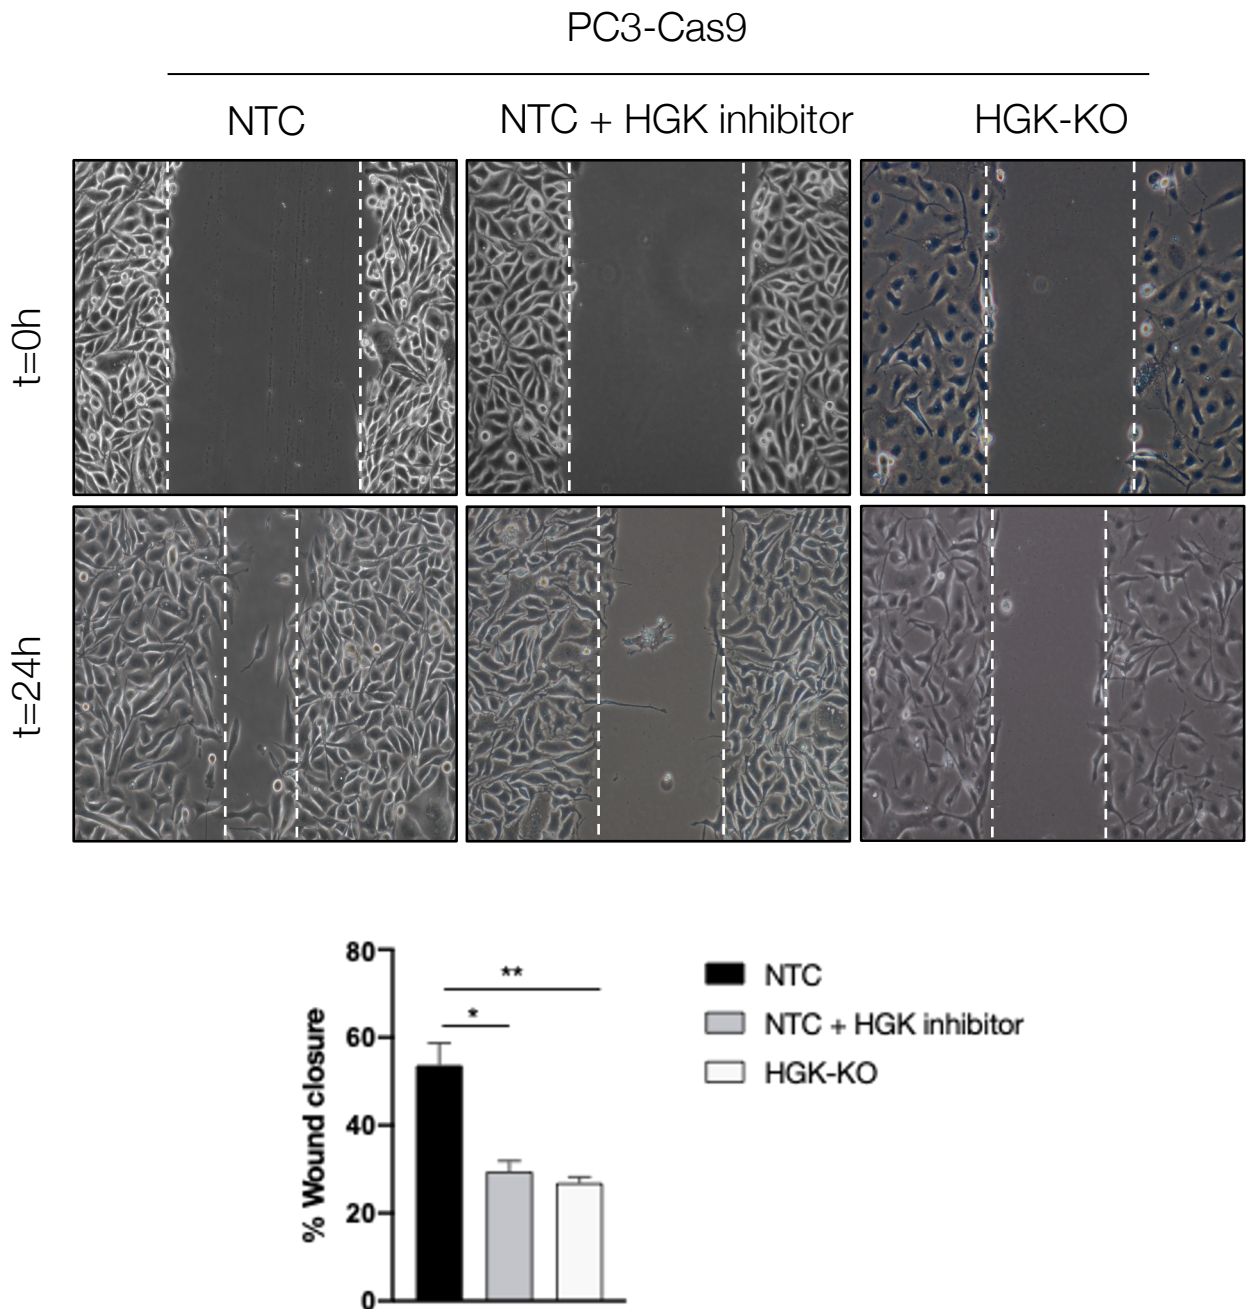 PC3-Cas9
NTC
NTC + HGK inhibitor
HGK-KO
t=0h
t=24h
80
60
40
20
0
% Wound closure
**
*
NTC
NTC + HGK inhibitor
HGK-KO